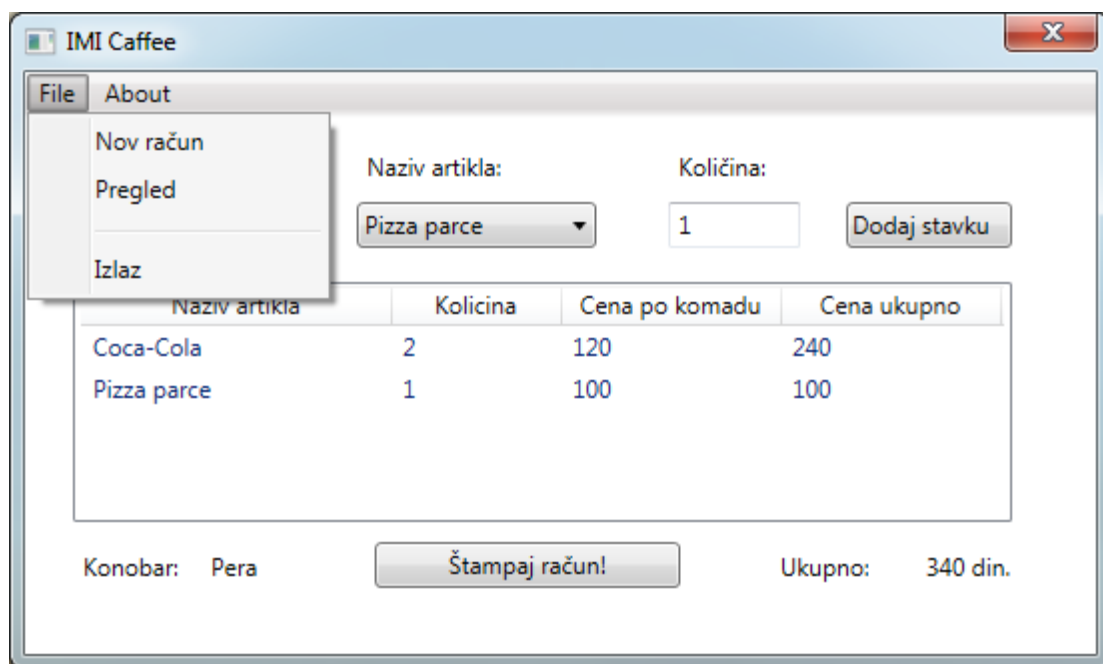 IMI Caffee
File About
Nov račun
Pregled
Izlaz
Naziv artikla: Količina:
Pizza parce 1 Dodaj stavku
Naziv artikla Kolicina Cena po komadu Cena ukupno
Coca-Cola 2 120 240
Pizza parce 1 100 100
Konobar: Pera Štampaj račun! Ukupno: 340 din.